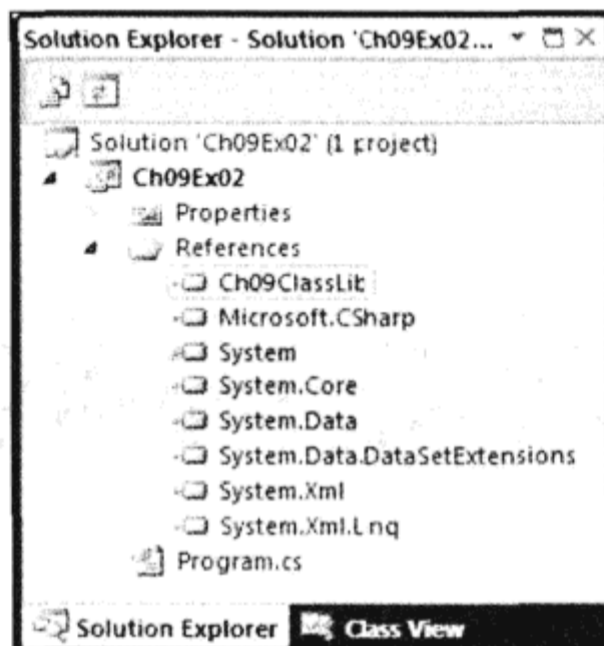 Solution Explorer - Solution 'Ch09Ex02...
Solution 'Ch09Ex02' (1 project)
Ch09Ex02
Properties
References
Ch09ClassLib
Microsoft.CSharp
System
System.Core
System.Data
System.Data.DataSetExtensions
System.Xml
System.Xml.Linq
Program.cs
Solution Explorer Class View